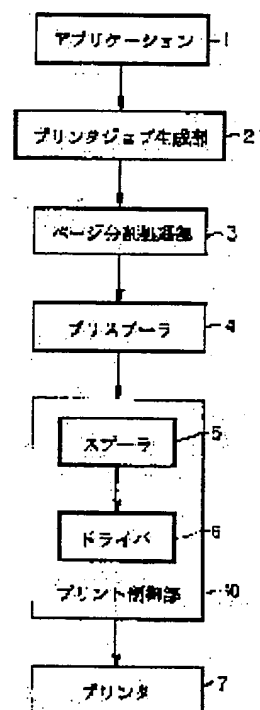 アプリケーション 1
プリンタジョブ生成部 2
ページ分割処理部 3
プリスプーラ 4
スプーラ 5
ドライバ 6
プリント制御部 10
プリンタ 7